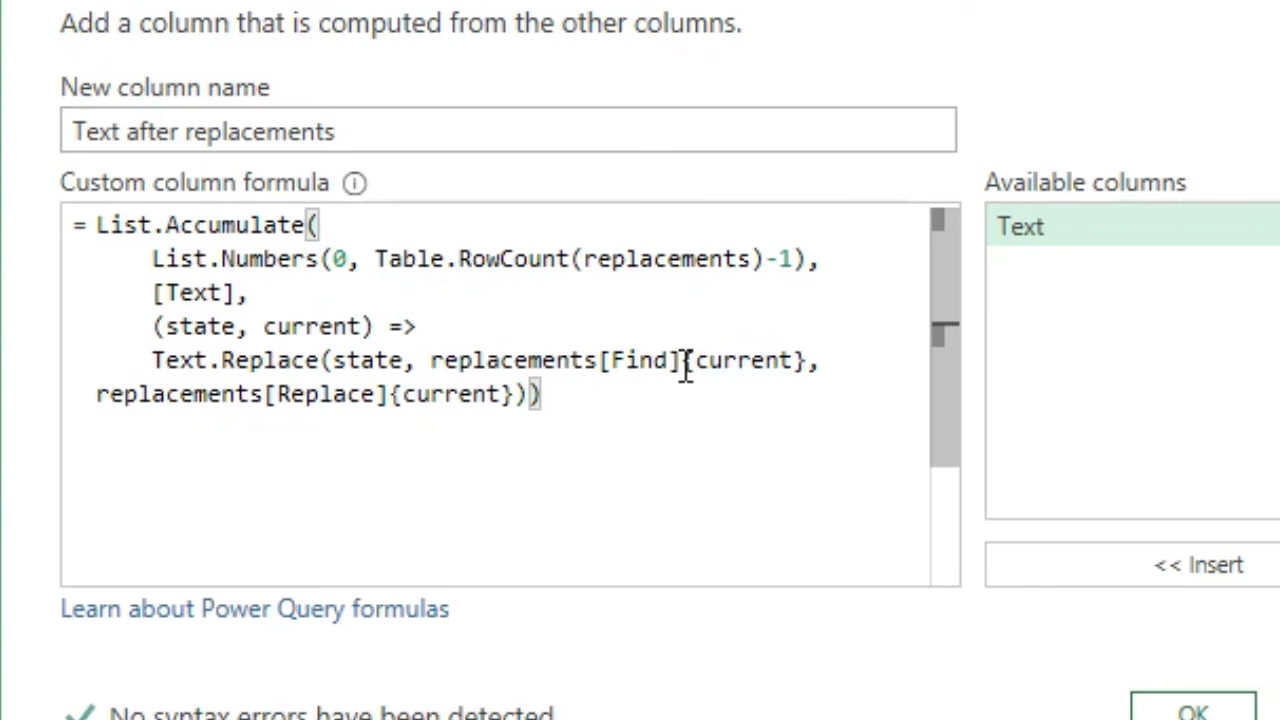 Add a column that is computed from the other columns.
New column name
Text after replacements
Custom column formula
Available columns
= List.Accumulate(
List.Numbers(0, Table.RowCount(replacements)-1),
[Text],
(state, current) =>
Text.Replace(state, replacements[Find]{current},
replacements[Replace]{current}))
Text
<< Insert
Learn about Power Query formulas
No syntax errors have been detected
OK